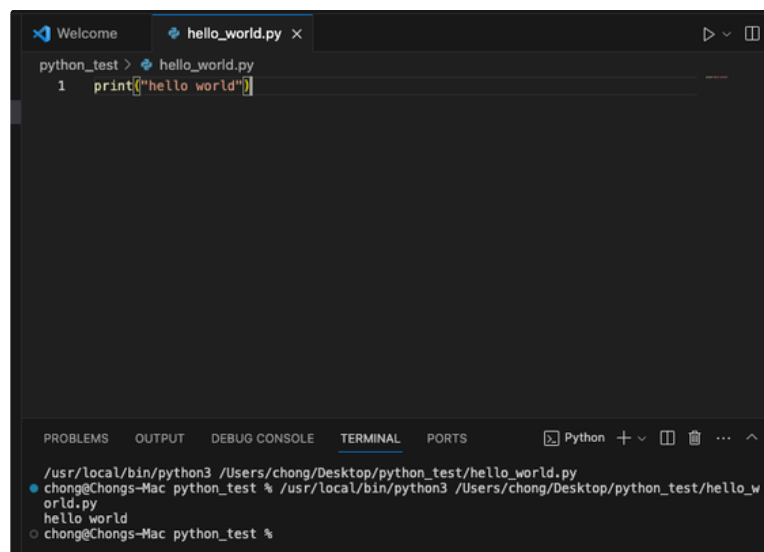 Welcome
hello_world.py
python_test > hello_world.py
1 print("hello world")
PROBLEMS OUTPUT DEBUG CONSOLE TERMINAL PORTS Python
/usr/local/bin/python3 /Users/chong/Desktop/python_test/hello_world.py
chong@Chongs-Mac python_test % /usr/local/bin/python3 /Users/chong/Desktop/python_test/hello_w
orld.py
hello world
chong@Chongs-Mac python_test %